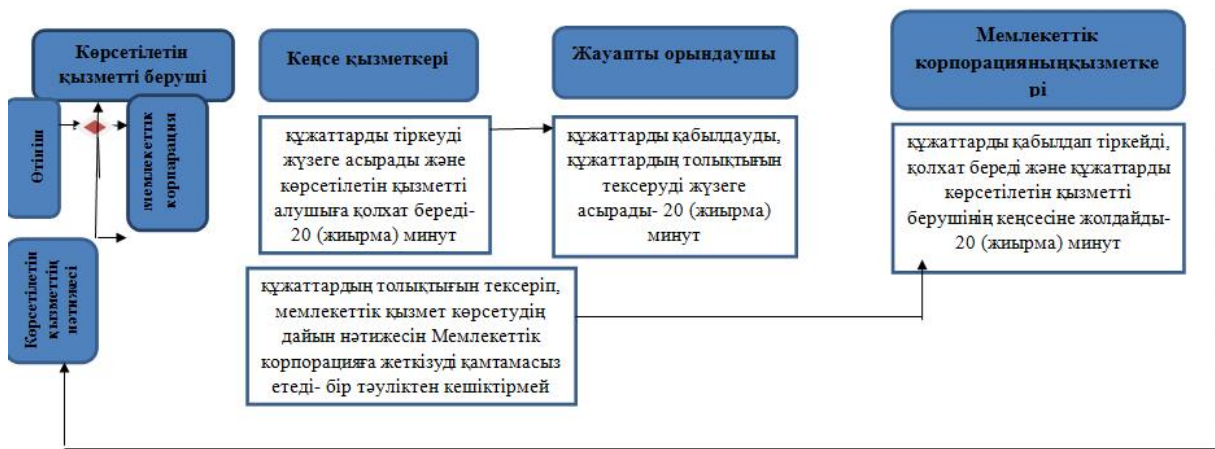 Көрсетілетін
қызметті беруші
Кеңсе қызметкері
Жауапты орындаушы
Мемлекеттік
корпорацияныңқызметке
рі
Өтініш
Мемлекеттік
корпарация
құжаттарды тіркеуді
жүзеге асырады және
көрсетілетін қызметті
алушыға қолхат береді-
20 (жиырма) минут
құжаттарды қабылдауды,
құжаттардың толықтығын
тексеруді жүзеге
асырады- 20 (жиырма)
минут
құжаттарды қабылдап тіркейді,
қолхат береді және құжаттарды
көрсетілетін қызметті
берушінің кеңсесіне жолдайды-
20 (жиырма) минут
Көрсетілетін
қызметтің
нәтижесі
құжаттардың толықтығын тексеріп,
мемлекеттік қызмет көрсетудің
дайын нәтижесін Мемлекеттік
корпорацияға жеткізуді қамтамасыз
етеді- бір тәуліктен кешіктірмей